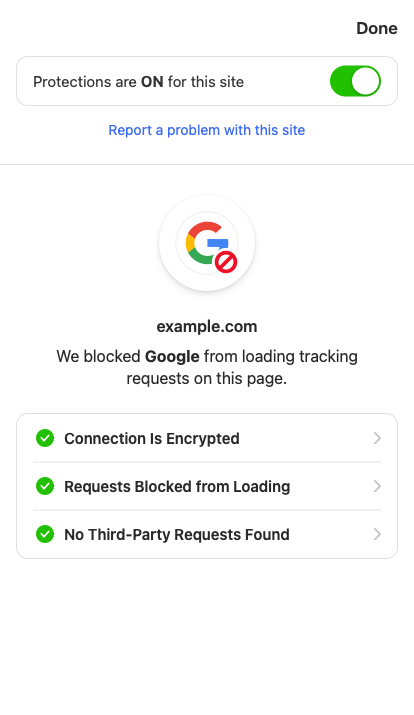 Done
Protections are ON for this site
Report a problem with this site
example.com
We blocked Google from loading tracking
requests on this page.
Connection Is Encrypted
Requests Blocked from Loading
No Third-Party Requests Found